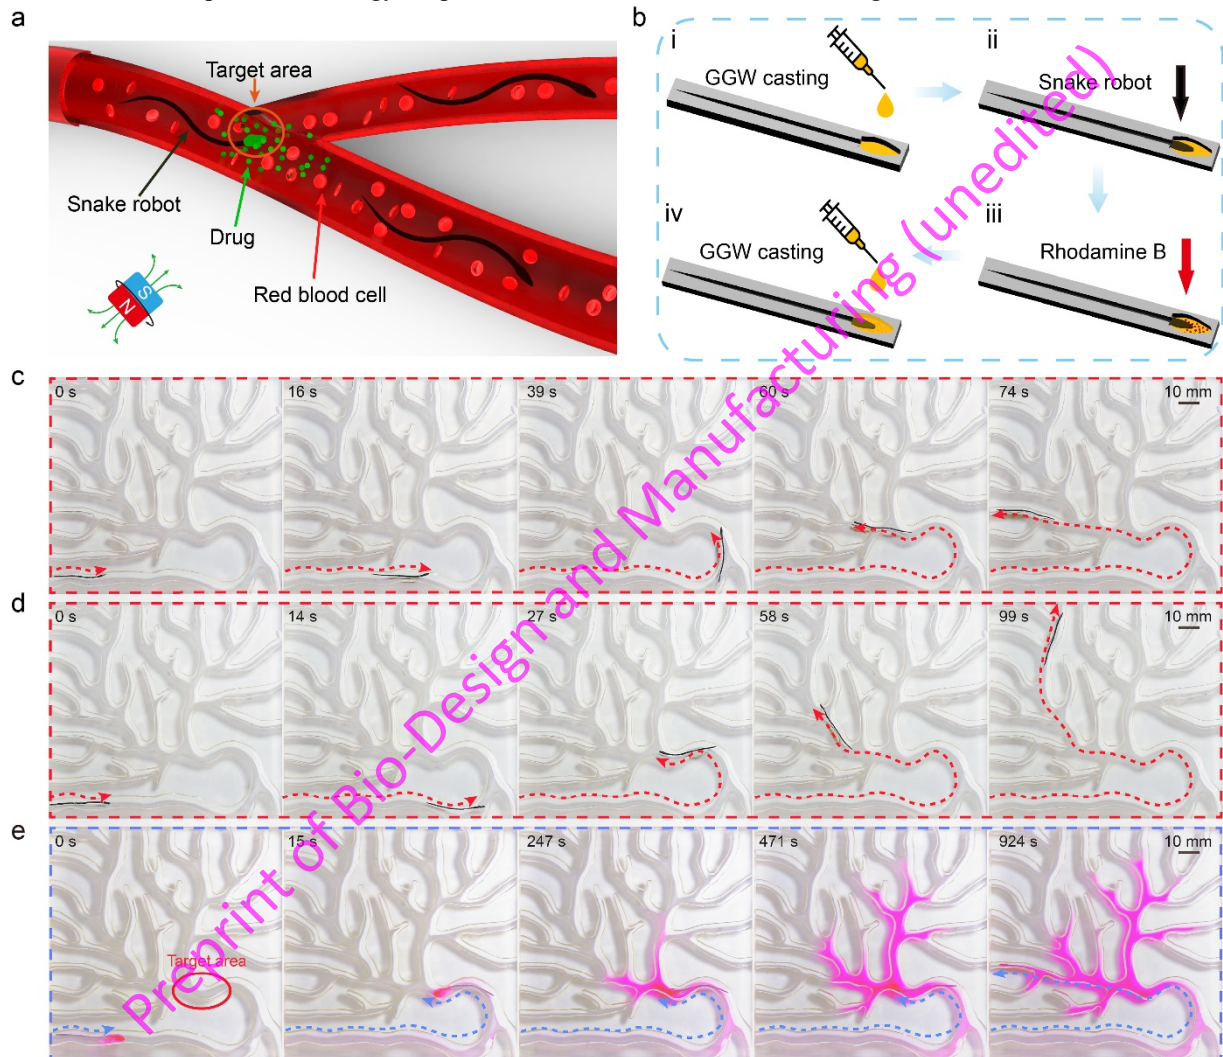 a
Target area
Snake robot
Drug
Red blood cell
S
N
b
i
GGW casting
ii
Snake robot
iv
GGW casting
iii
Rhodamine B
c
0 s
16 s
39 s
60 s
74 s
10 mm
d
0 s
14 s
27 s
58 s
99 s
10 mm
e
0 s
15 s
247 s
471 s
924 s
10 mm
Target area
Preprint of Bio-Design and Manufacturing (unedited)